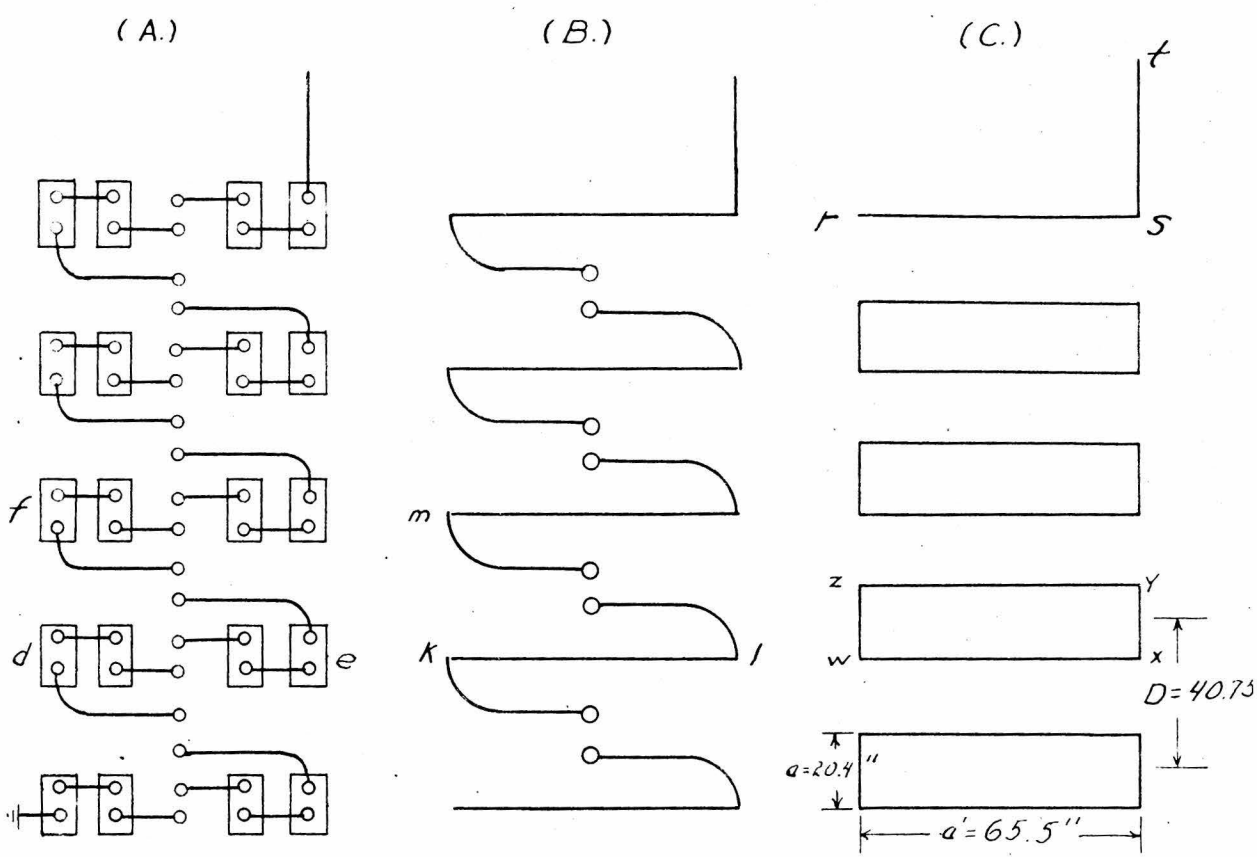 (A.) (B.) (C.)
t
r s
f m
z y
d e k l w x
D=40.75
a=20.4"
a'=65.5"